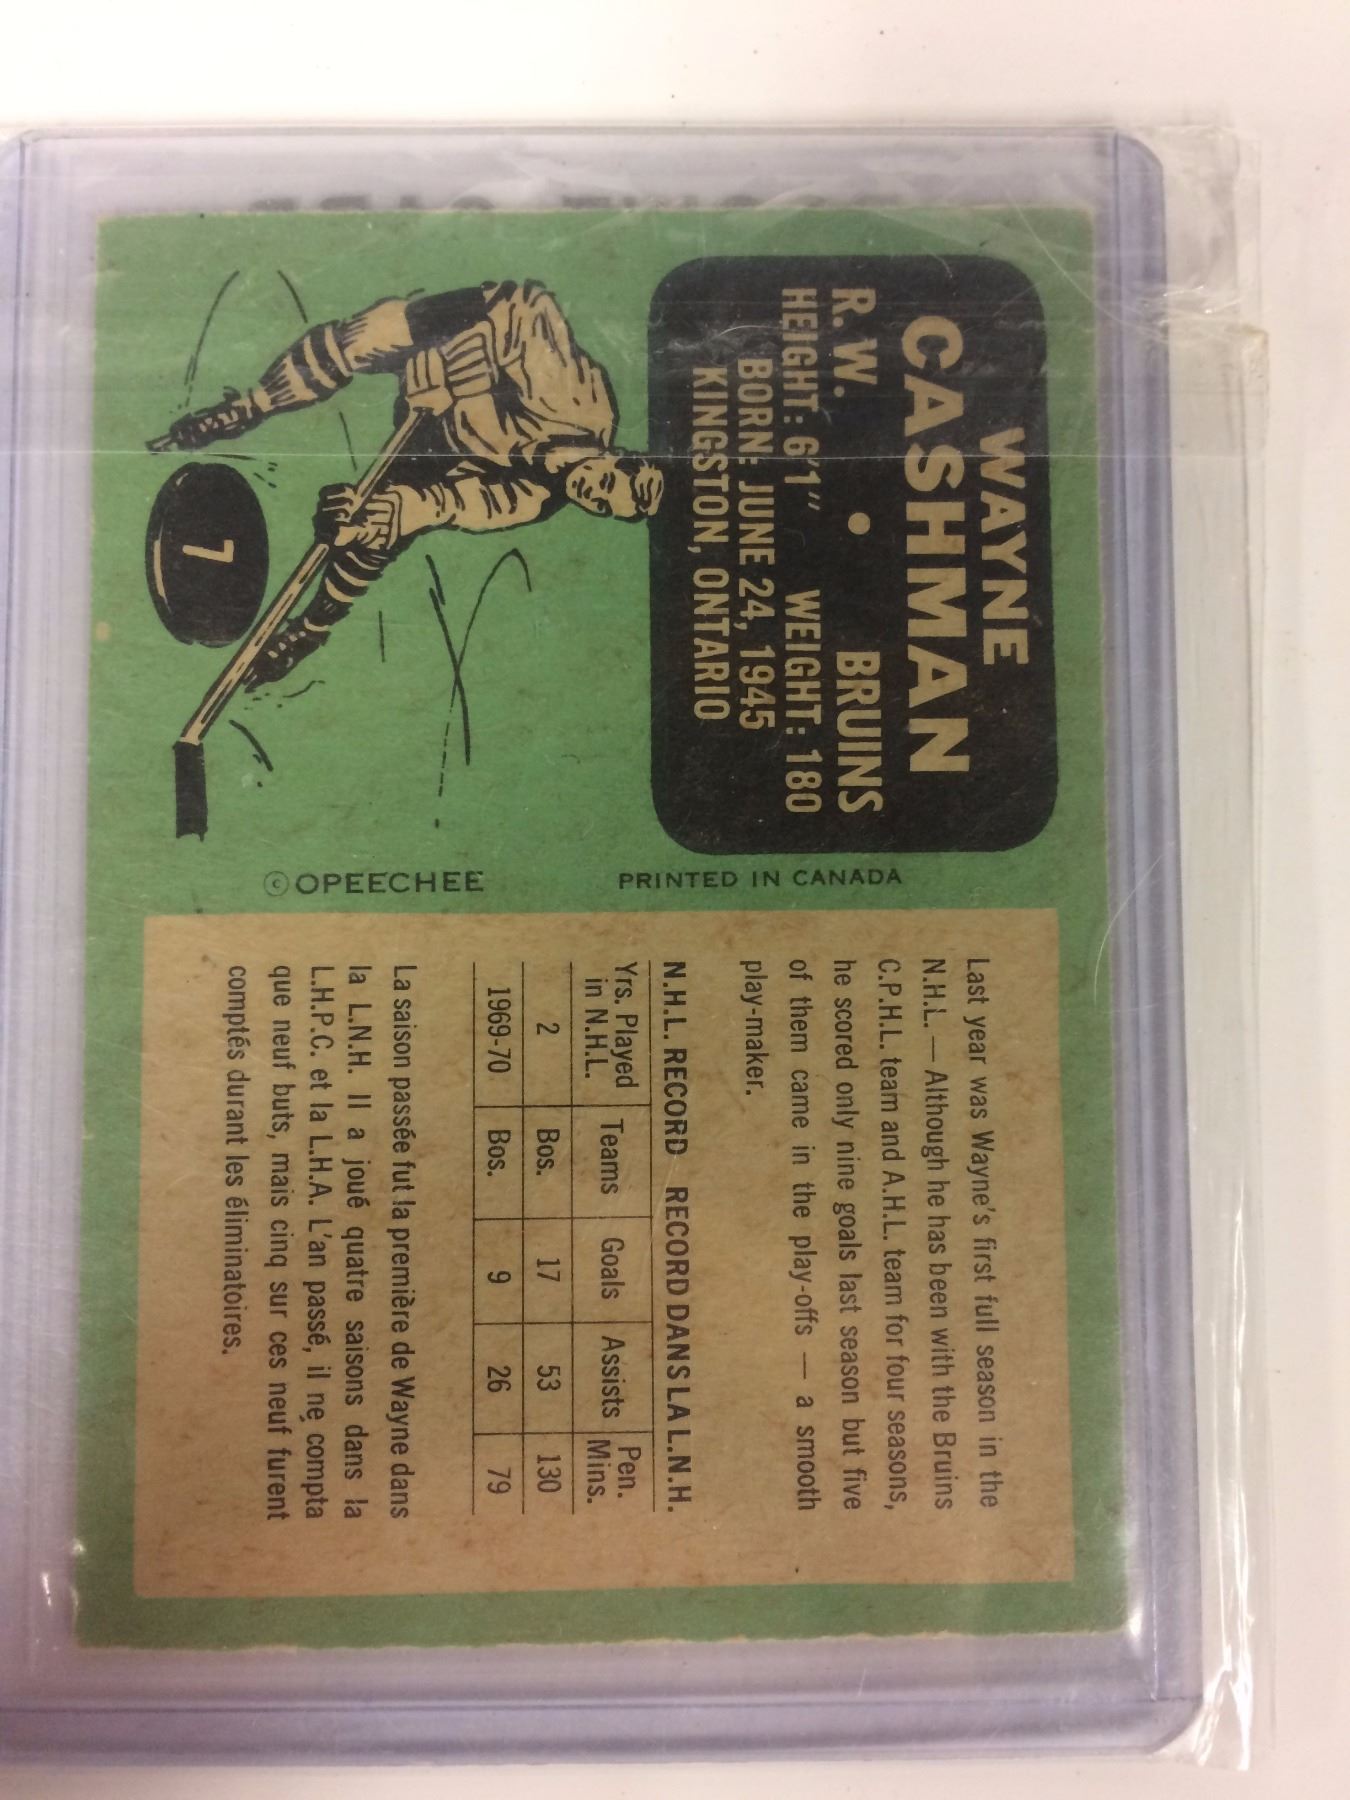 WAYNE
CASHMAN
R.W. • BRUINS
HEIGHT: 6'1" WEIGHT: 180
BORN: JUNE 24, 1945
KINGSTON, ONTARIO
7
PRINTED IN CANADA
©OPEECHEE
Last year was Wayne's first full season in the
N.H.L. — Although he has been with the Bruins
C.P.H.L. team and A.H.L. team for four seasons,
he scored only nine goals last season but five
of them came in the play-offs — a smooth
play-maker.
N.H.L. RECORD RECORD DANS LA L.N.H.
Yrs. Played in N.H.L. Teams Goals Assists Pen. Mins.
2 Bos. 17 53 130
1969-70 Bos. 9 26 79
La saison passée fut la première de Wayne dans
la L.N.H. Il a joué quatre saisons dans la
L.H.P.C. et la L.H.A. L'an passé, il ne compta
que neuf buts, mais cinq sur ces neuf furent
comptés durant les éliminatoires.